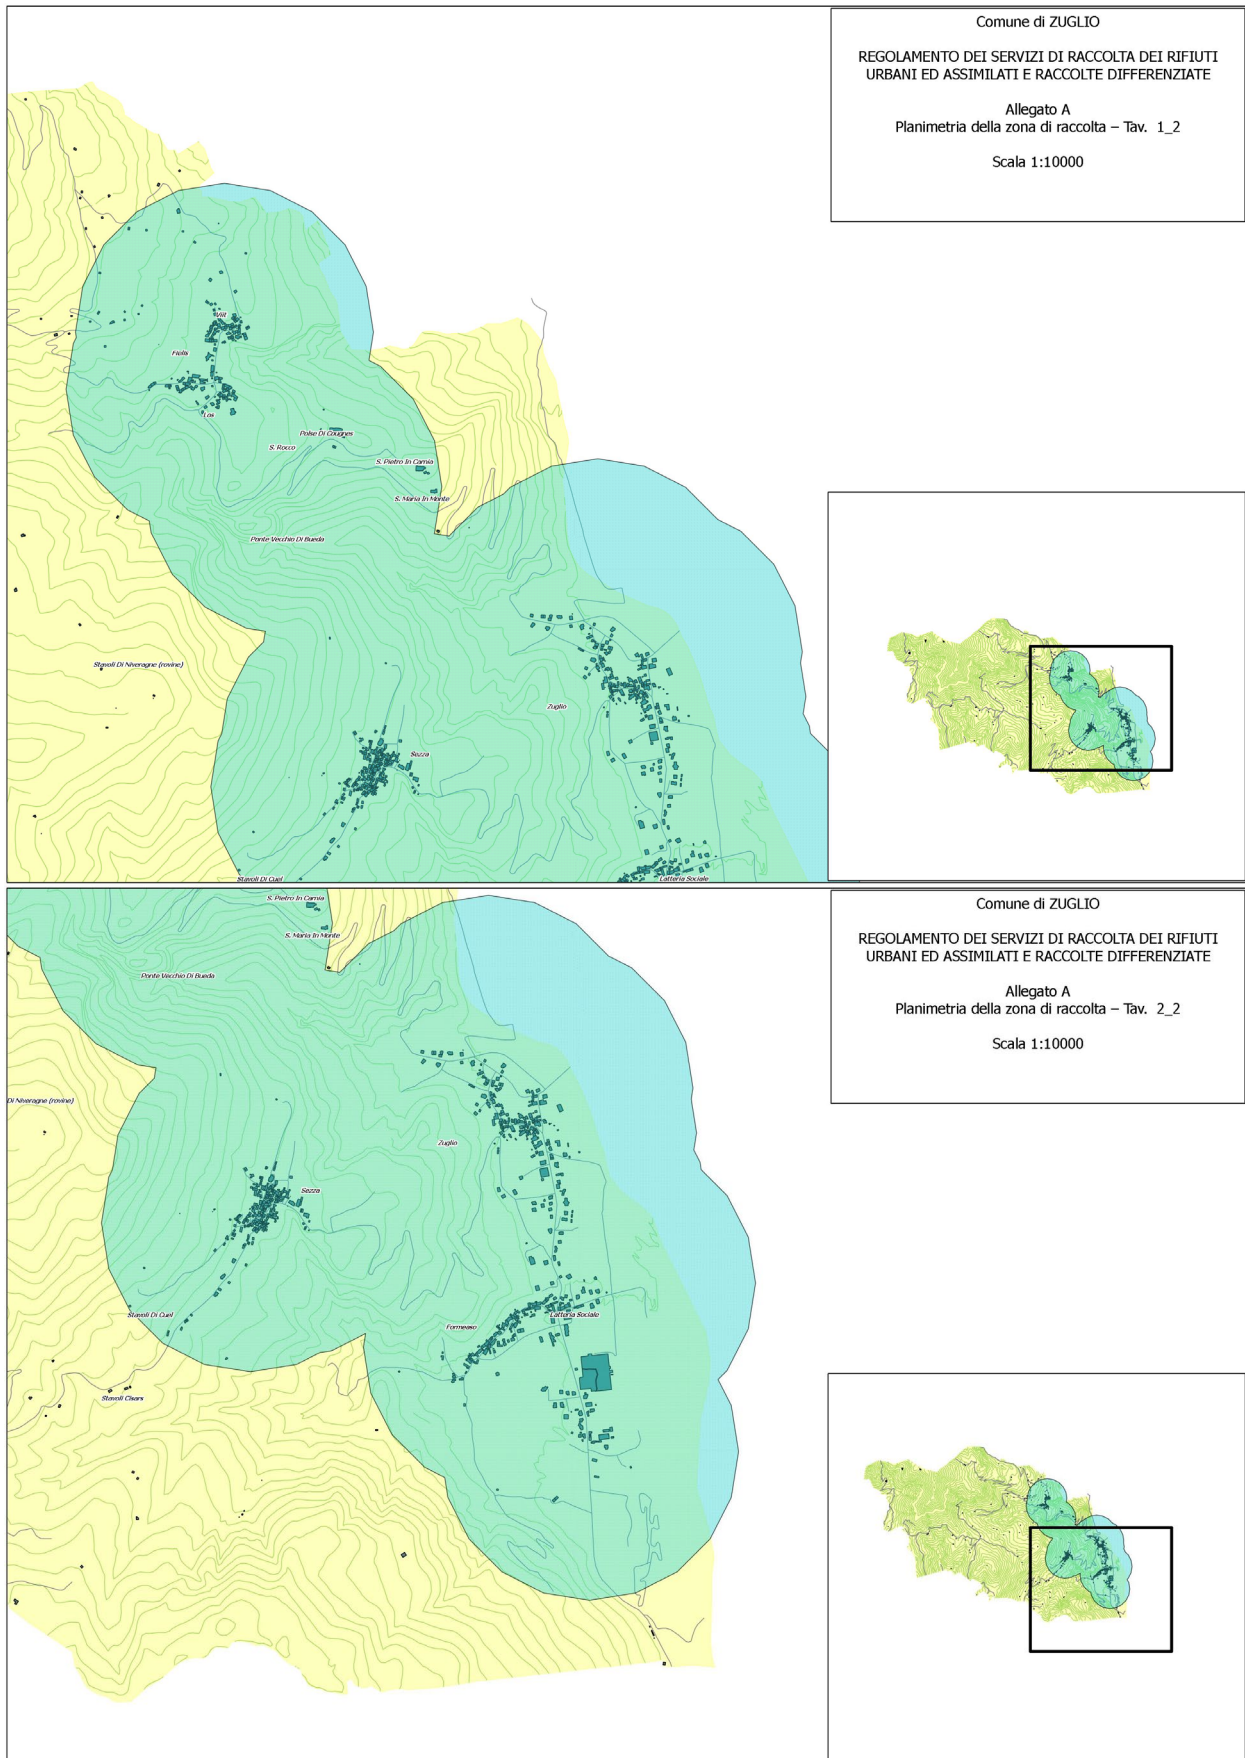 Comune di ZUGLIO
REGOLAMENTO DEI SERVIZI DI RACCOLTA DEI RIFIUTI
URBANI ED ASSIMILATI E RACCOLTE DIFFERENZIATE
Allegato A
Planimetria della zona di raccolta – Tav. 1_2
Scala 1:10000
Fielis
Los
Polse Di Cougnes
S. Rocco
S. Pietro In Carnia
S. Maria In Monte
Ponte Vecchio Di Bueda
Stavoli Di Niveragne (rovine)
Zuglio
Sezza
Stavoli Di Cuel
Latteria Sociale
Comune di ZUGLIO
REGOLAMENTO DEI SERVIZI DI RACCOLTA DEI RIFIUTI
URBANI ED ASSIMILATI E RACCOLTE DIFFERENZIATE
Allegato A
Planimetria della zona di raccolta – Tav. 2_2
Scala 1:10000
S. Pietro In Carnia
S. Maria In Monte
Ponte Vecchio Di Bueda
Di Niveragne (rovine)
Zuglio
Sezza
Stavoli Di Cuel
Latteria Sociale
Formeaso
Stavoli Cisars